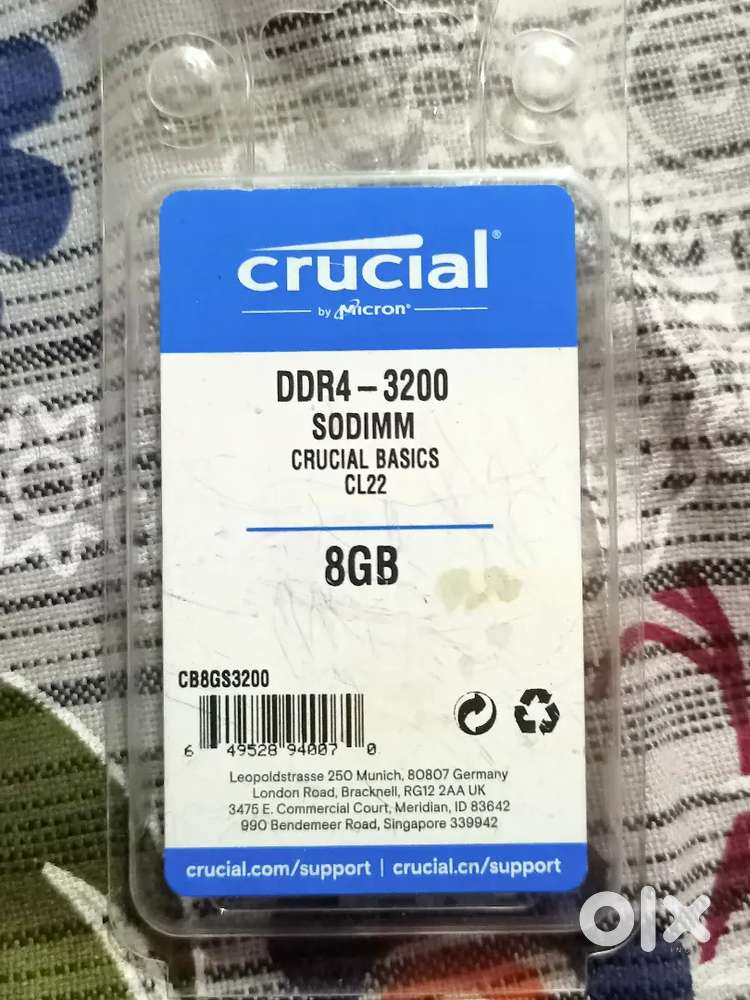 crucial®
by Micron®
DDR4-3200
SODIMM
CRUCIAL BASICS
CL22
8GB
CB8GS3200
6 49528 94007 0
Leopoldstrasse 250 Munich, 80807 Germany
London Road, Bracknell, RG12 2AA UK
3475 E. Commercial Court, Meridian, ID 83642
990 Bendemeer Road, Singapore 339942
crucial.com/support | crucial.cn/support
olx
IND